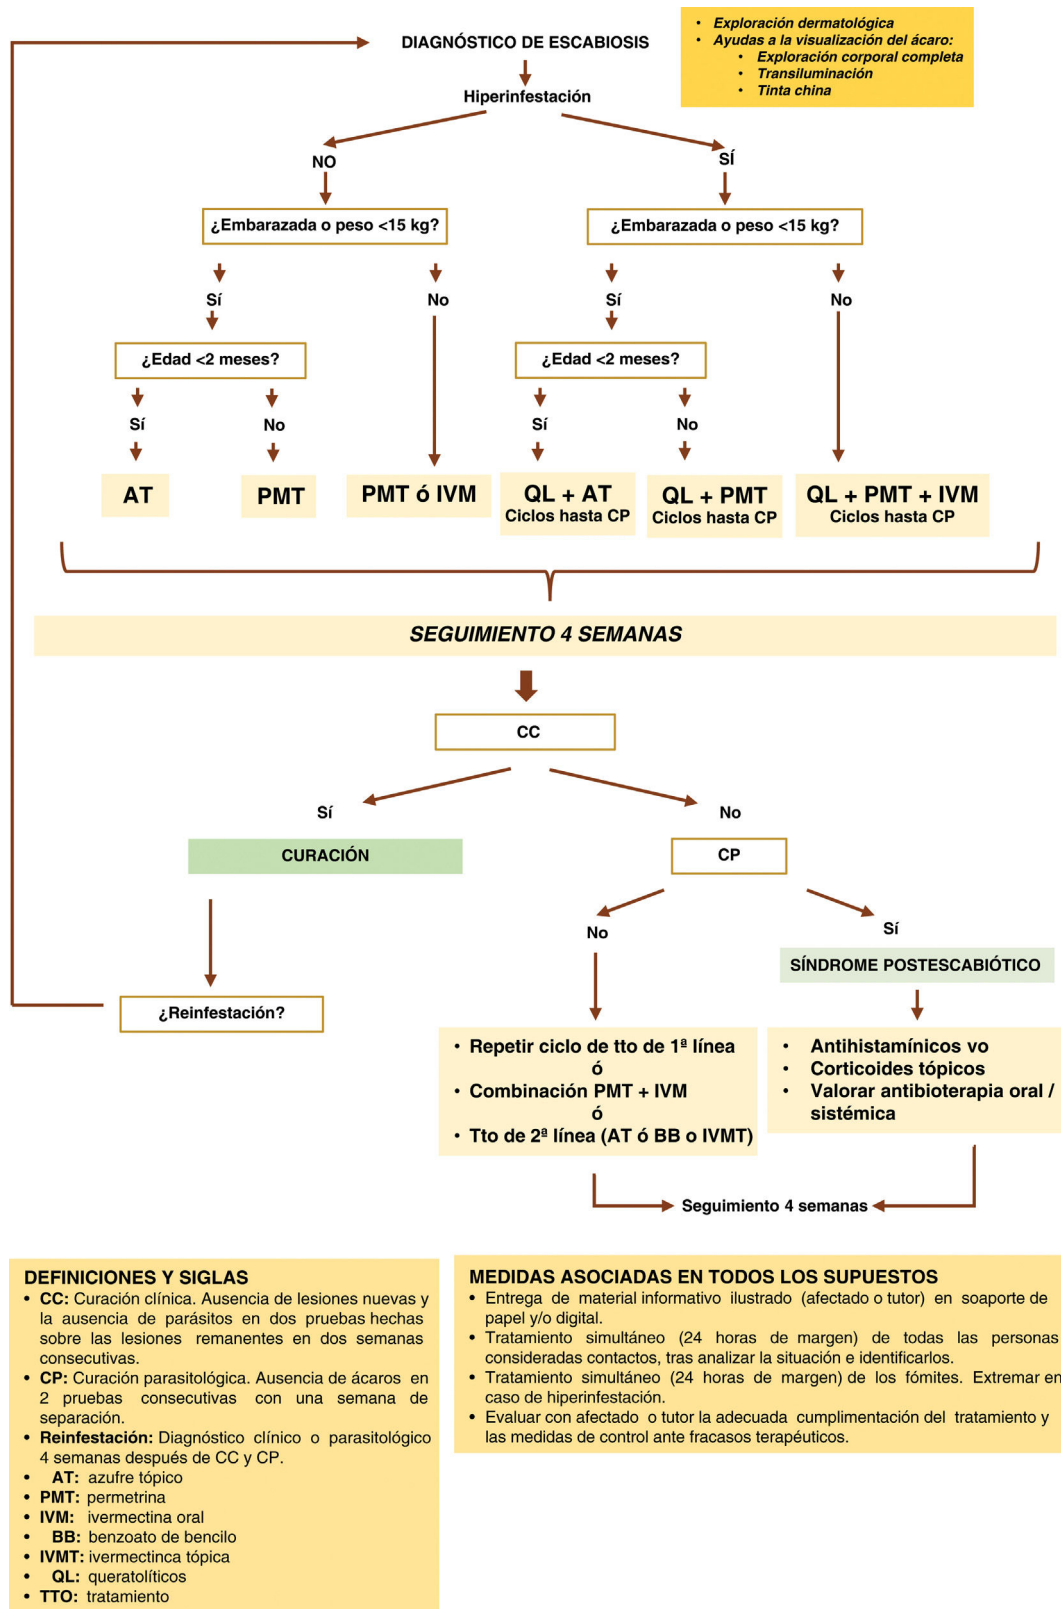 • Exploración dermatológica
• Ayudas a la visualización del ácaro:
• Exploración corporal completa
• Transiluminación
• Tinta china
DIAGNÓSTICO DE ESCABIOSIS
Hiperinfestación
NO
SÍ
¿Embarazada o peso <15 kg?
¿Embarazada o peso <15 kg?
Sí
No
Sí
No
¿Edad <2 meses?
¿Edad <2 meses?
Sí
No
Sí
No
AT
PMT
PMT ó IVM
QL + AT
Ciclos hasta CP
QL + PMT
Ciclos hasta CP
QL + PMT + IVM
Ciclos hasta CP
SEGUIMIENTO 4 SEMANAS
CC
Sí
No
CURACIÓN
CP
No
Sí
SÍNDROME POSTESCABIÓTICO
¿Reinfestación?
• Repetir ciclo de tto de 1ª línea
ó
• Combinación PMT + IVM
ó
• Tto de 2ª línea (AT ó BB o IVMT)
• Antihistamínicos vo
• Corticoides tópicos
• Valorar antibioterapia oral /
sistémica
Seguimiento 4 semanas
DEFINICIONES Y SIGLAS
• CC: Curación clínica. Ausencia de lesiones nuevas y
la ausencia de parásitos en dos pruebas hechas
sobre las lesiones remanentes en dos semanas
consecutivas.
• CP: Curación parasitológica. Ausencia de ácaros en
2 pruebas consecutivas con una semana de
separación.
• Reinfestación: Diagnóstico clínico o parasitológico
4 semanas después de CC y CP.
• AT: azufre tópico
• PMT: permetrina
• IVM: ivermectina oral
• BB: benzoato de bencilo
• IVMT: ivermectinca tópica
• QL: queratolíticos
• TTO: tratamiento
MEDIDAS ASOCIADAS EN TODOS LOS SUPUESTOS
• Entrega de material informativo ilustrado (afectado o tutor) en soaporte de
papel y/o digital.
• Tratamiento simultáneo (24 horas de margen) de todas las personas
consideradas contactos, tras analizar la situación e identificarlos.
• Tratamiento simultáneo (24 horas de margen) de los fómites. Extremar en
caso de hiperinfestación.
• Evaluar con afectado o tutor la adecuada cumplimentación del tratamiento y
las medidas de control ante fracasos terapéuticos.